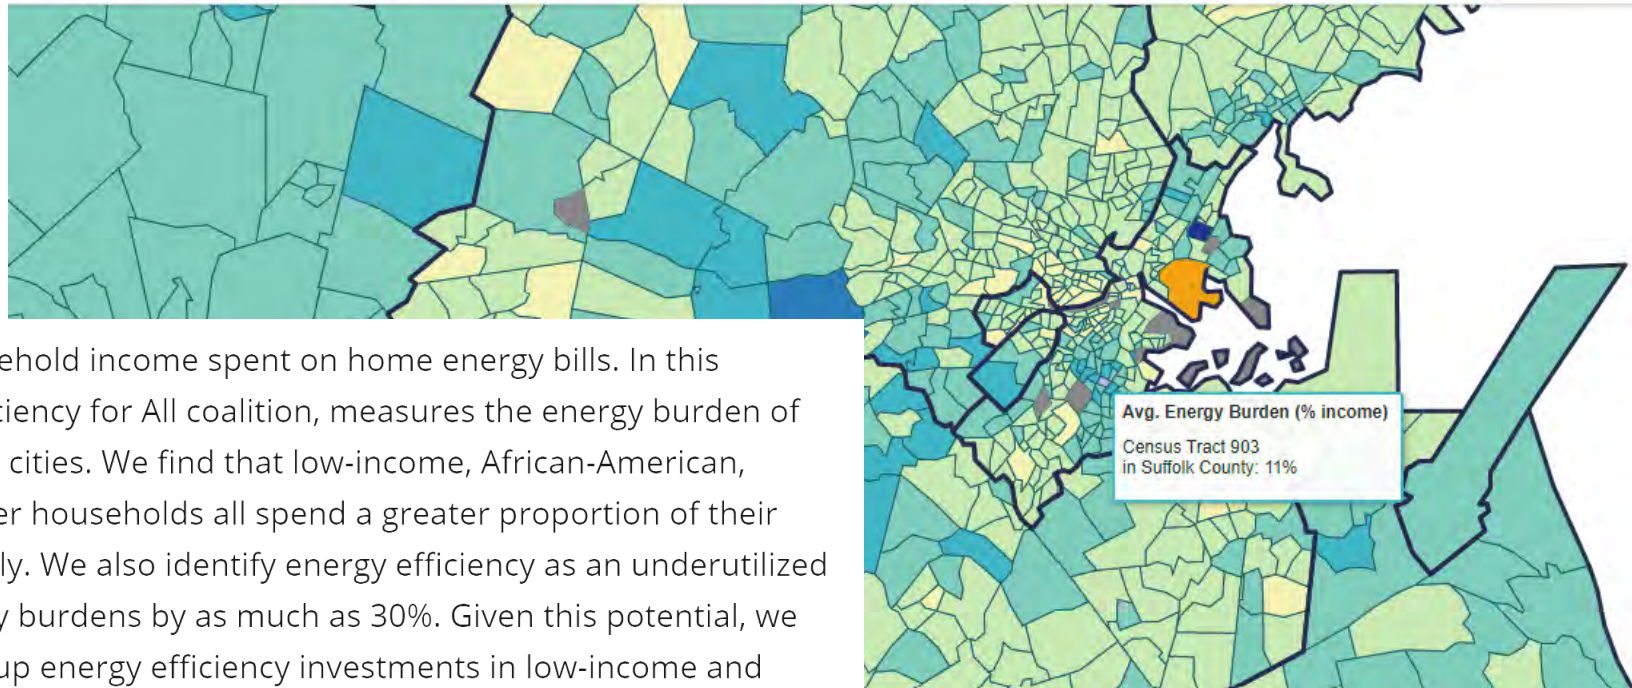 ehold income spent on home energy bills. In this
ciency for All coalition, measures the energy burden of
cities. We find that low-income, African-American,
er households all spend a greater proportion of their
ly. We also identify energy efficiency as an underutilized
y burdens by as much as 30%. Given this potential, we
up energy efficiency investments in low-income and
Avg. Energy Burden (% income)
Census Tract 903
in Suffolk County: 11%